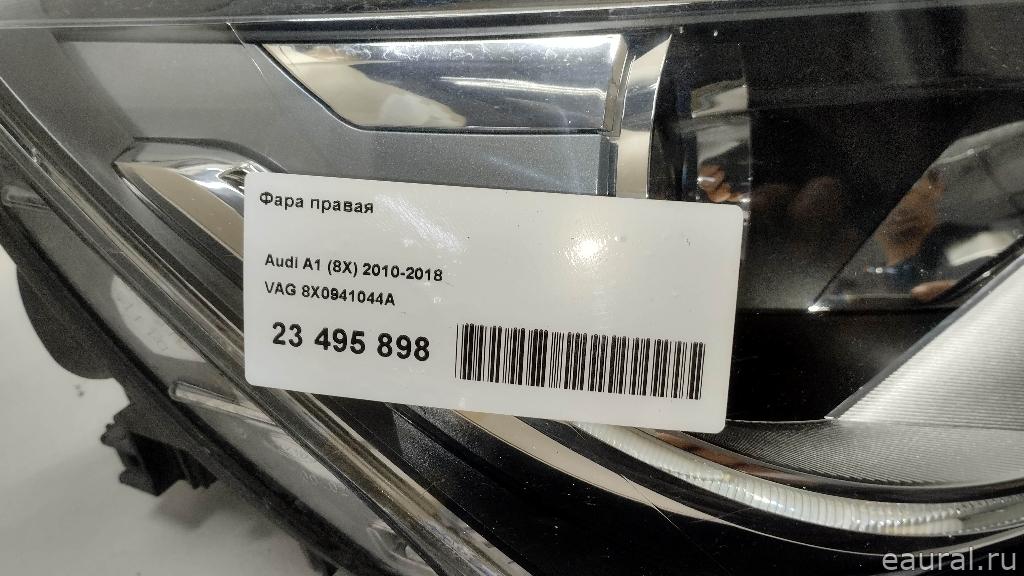 Фара правая
Audi A1 (8X) 2010-2018
VAG 8X0941044A
23 495 898
eaural.ru